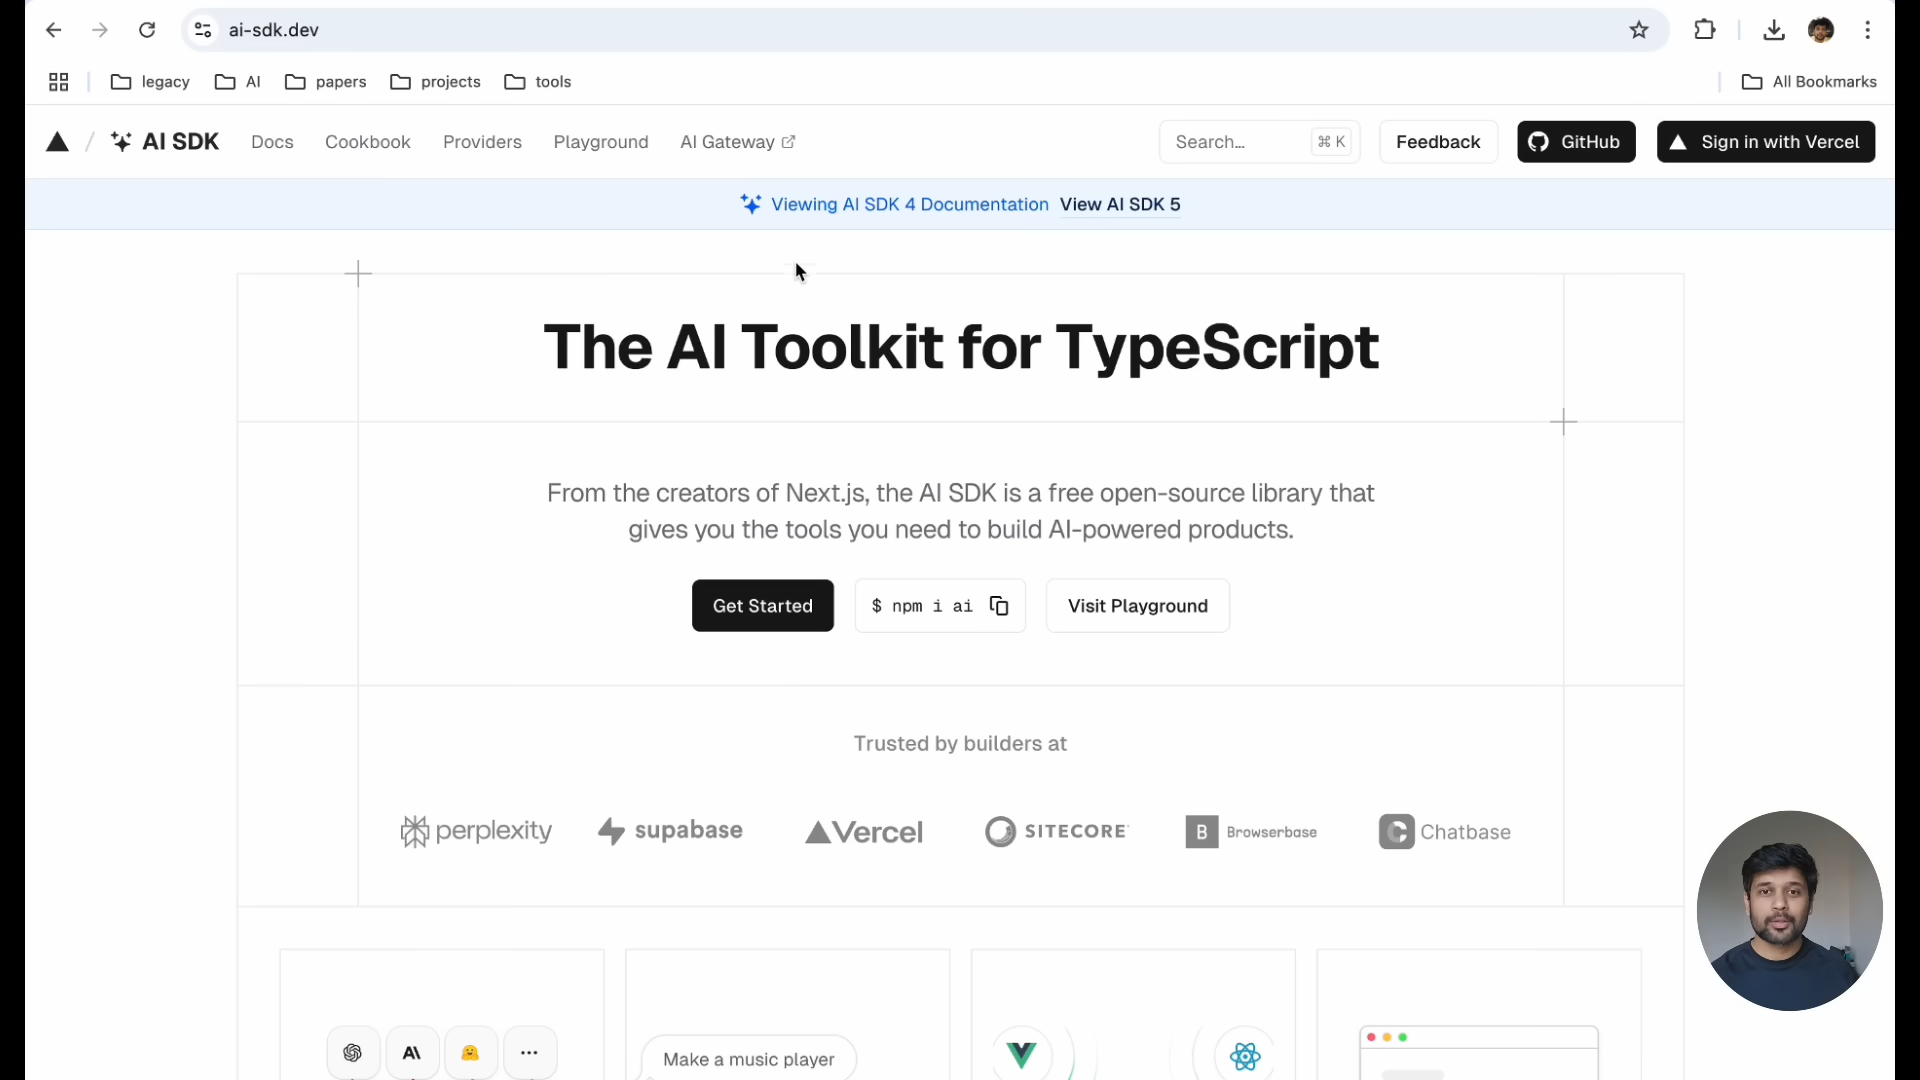 ai-sdk.dev
legacy
AI
papers
projects
tools
All Bookmarks
AI SDK
Docs
Cookbook
Providers
Playground
AI Gateway
Search...
⌘ K
Feedback
GitHub
Sign in with Vercel
Viewing AI SDK 4 Documentation View AI SDK 5
The AI Toolkit for TypeScript
From the creators of Next.js, the AI SDK is a free open-source library that
gives you the tools you need to build AI-powered products.
Get Started
$ npm i ai
Visit Playground
Trusted by builders at
perplexity
supabase
Vercel
SITECORE
B Browserbase
C Chatbase
A\
...
Make a music player